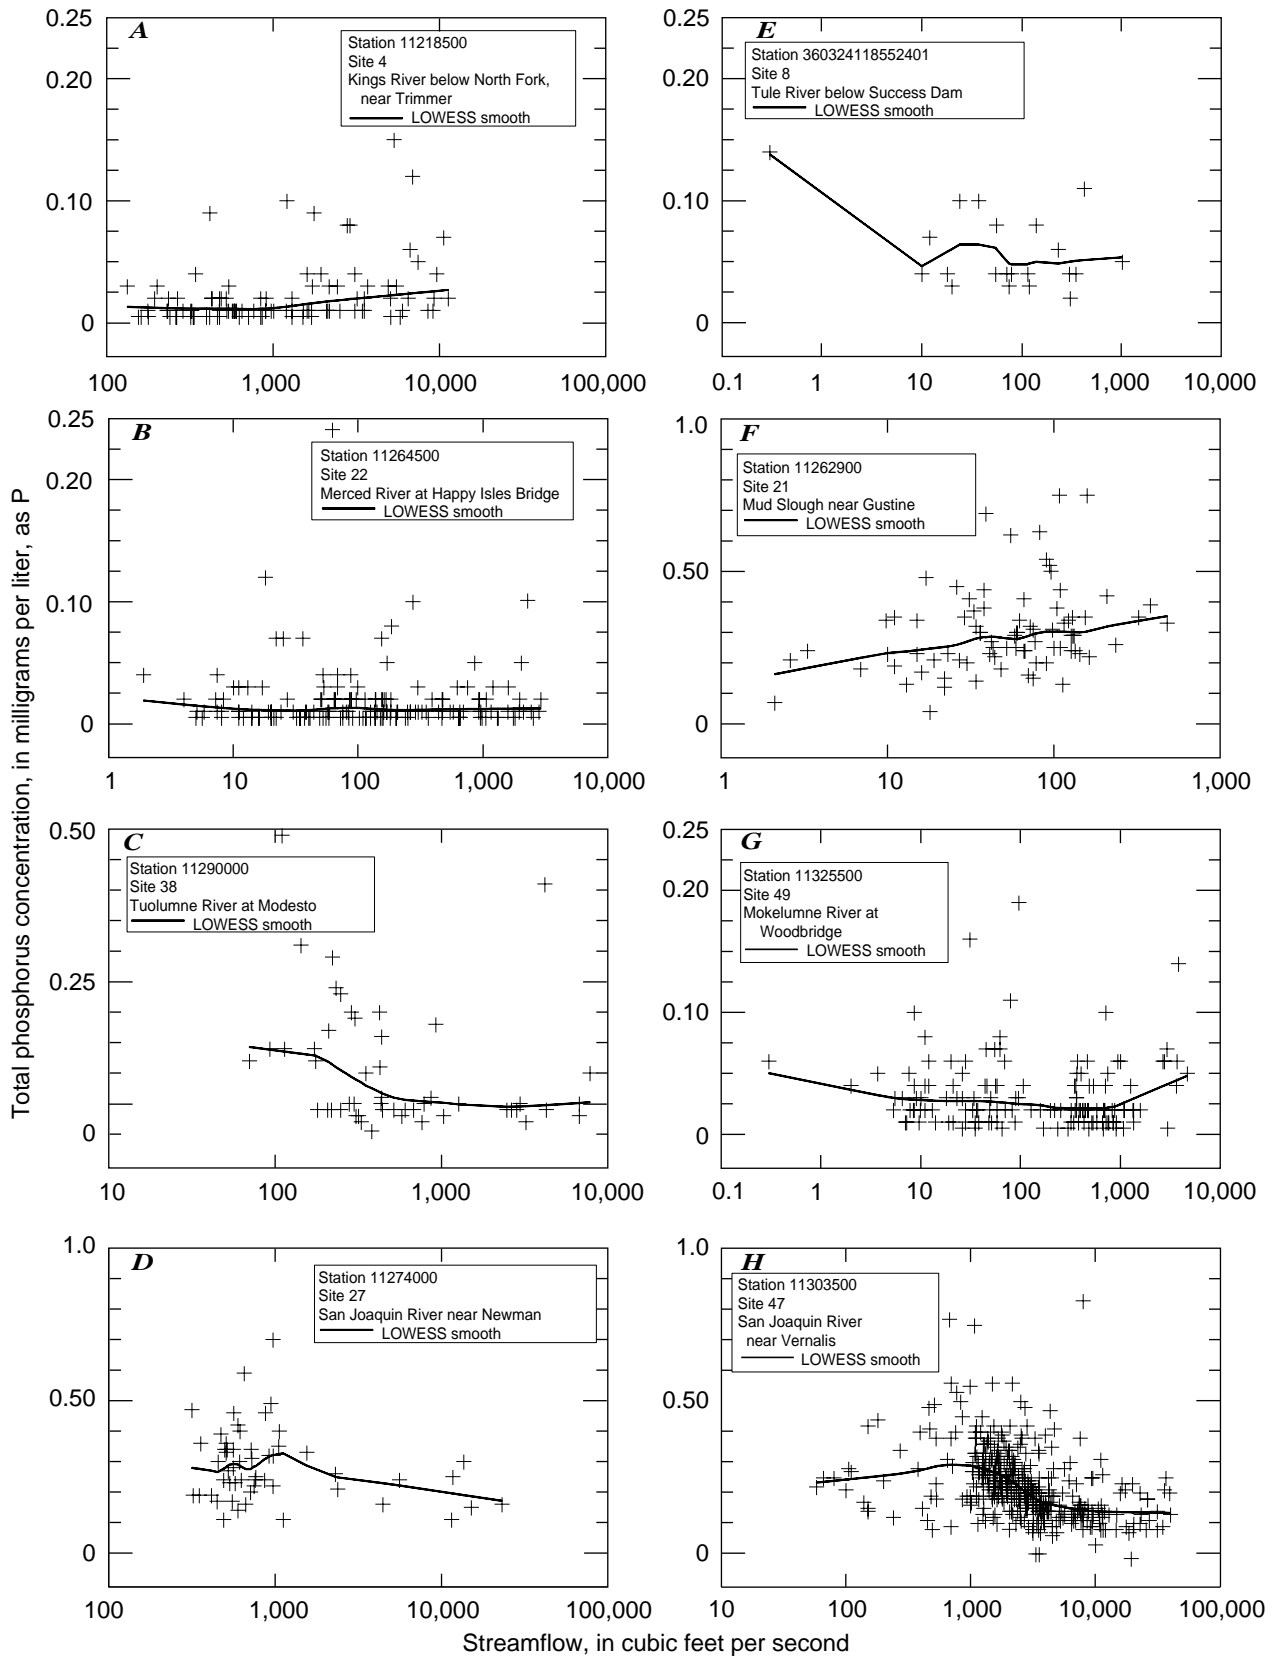 Total phosphorus concentration, in milligrams per liter, as P
A
Station 11218500
Site 4
Kings River below North Fork,
near Trimmer
LOWESS smooth
0.25
0.20
0.10
0
100
1,000
10,000
100,000
B
Station 11264500
Site 22
Merced River at Happy Isles Bridge
LOWESS smooth
0.25
0.20
0.10
0
1
10
100
1,000
10,000
C
Station 11290000
Site 38
Tuolumne River at Modesto
LOWESS smooth
0.50
0.25
0
10
100
1,000
10,000
D
Station 11274000
Site 27
San Joaquin River near Newman
LOWESS smooth
1.0
0.50
0
100
1,000
10,000
100,000
E
Station 360324118552401
Site 8
Tule River below Success Dam
LOWESS smooth
0.25
0.20
0.10
0
0.1
1
10
100
1,000
10,000
F
Station 11262900
Site 21
Mud Slough near Gustine
LOWESS smooth
1.0
0.50
0
1
10
100
1,000
G
Station 11325500
Site 49
Mokelumne River at
Woodbridge
LOWESS smooth
0.25
0.20
0.10
0
0.1
1
10
100
1,000
10,000
H
Station 11303500
Site 47
San Joaquin River
near Vernalis
LOWESS smooth
1.0
0.50
0
10
100
1,000
10,000
100,000
Streamflow, in cubic feet per second